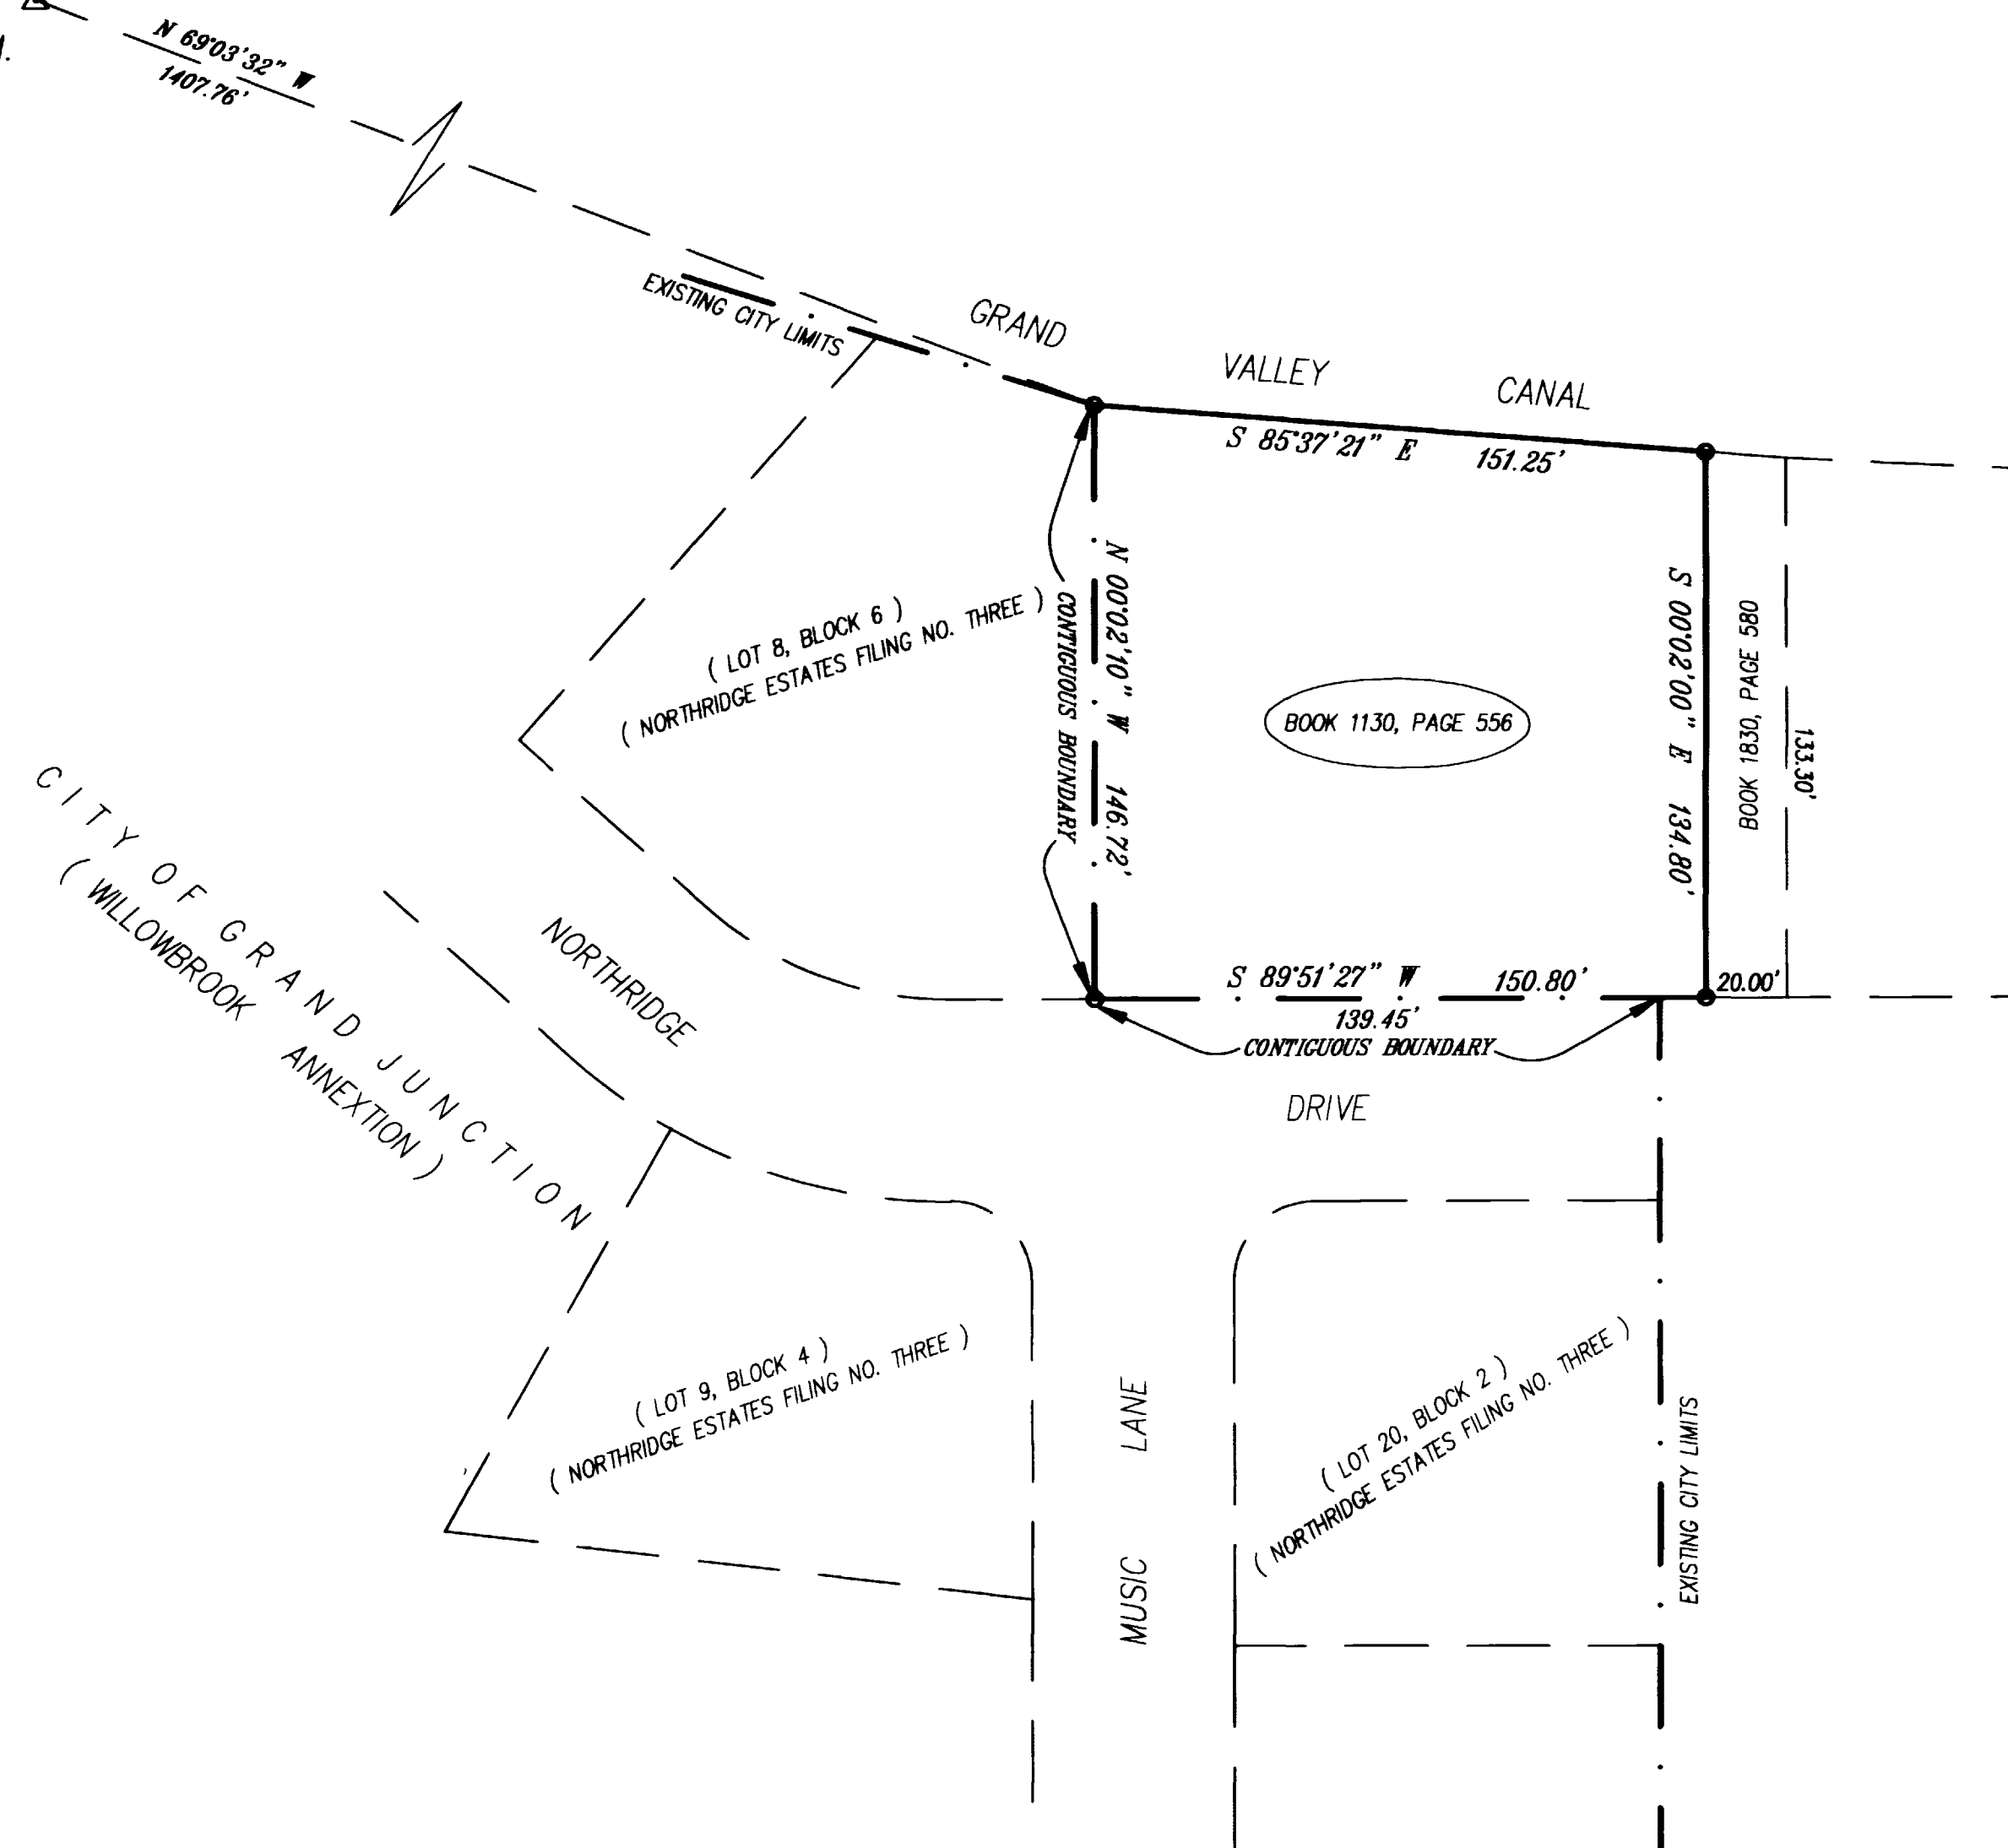 N 69°03'32" W
1407.76'
EXISTING CITY LIMITS
GRAND VALLEY CANAL
S 85°37'21" E 151.25'
( LOT 8, BLOCK 6 )
( NORTHRIDGE ESTATES FILING NO. THREE )
CONTIGUOUS BOUNDARY
N 00°02'10" W 146.72'
BOOK 1130, PAGE 556
S 00°02'00" E 134.80'
BOOK 1830, PAGE 580
133.30'
CITY OF GRAND JUNCTION
( WILLOWBROOK ANNEXTION )
NORTHRIDGE DRIVE
S 89°51'27" W 150.80'
20.00'
139.45'
CONTIGUOUS BOUNDARY
( LOT 9, BLOCK 4 )
( NORTHRIDGE ESTATES FILING NO. THREE )
MUSIC LANE
( LOT 20, BLOCK 2 )
( NORTHRIDGE ESTATES FILING NO. THREE )
EXISTING CITY LIMITS